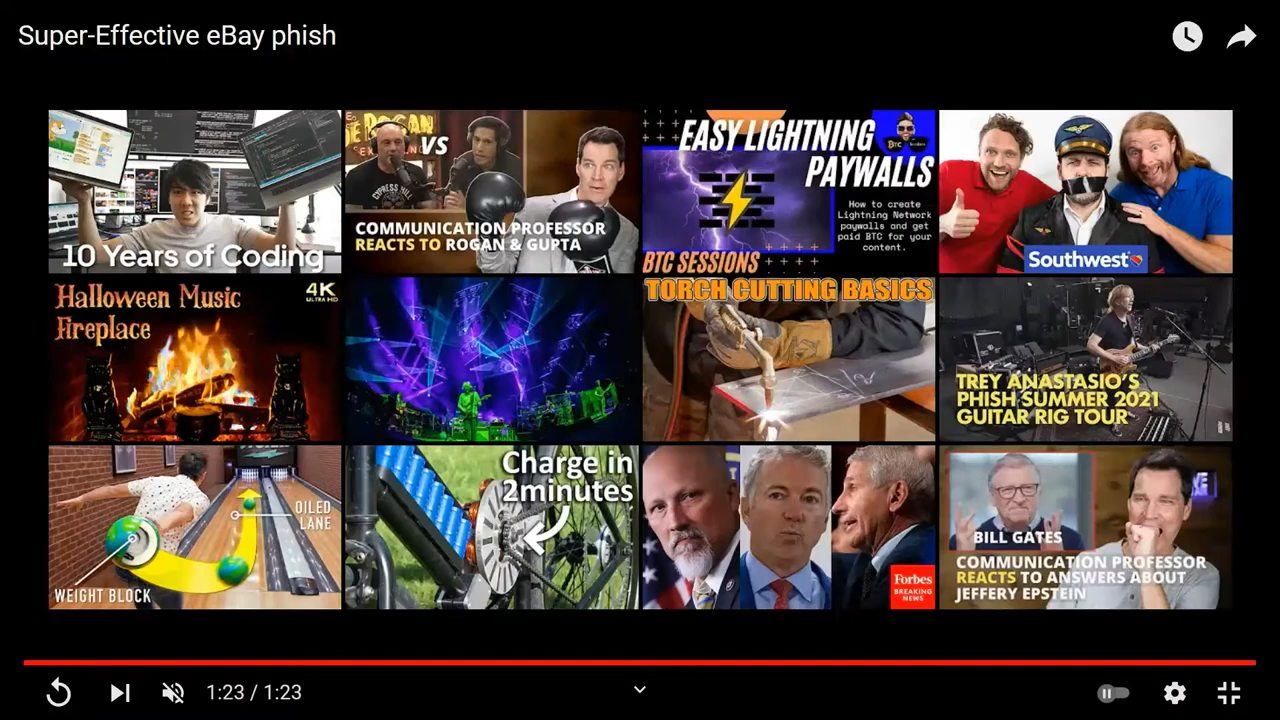 Super-Effective eBay phish
10 Years of Coding
VS
CYPRESS HILL
COMMUNICATION PROFESSOR
REACTS TO ROGAN & GUPTA
EASY LIGHTNING
PAYWALLS
BTC
How to create
Lightning Network
paywalls and get
paid BTC for your
content.
BTC SESSIONS
Southwest
Halloween Music
Fireplace
4K
ULTRA HD
TORCH CUTTING BASICS
TREY ANASTASIO'S
PHISH SUMMER 2021
GUITAR RIG TOUR
OILED
LANE
WEIGHT BLOCK
Charge in
2minutes
Forbes
BREAKING
NEWS
BILL GATES
COMMUNICATION PROFESSOR
REACTS TO ANSWERS ABOUT
JEFFERY EPSTEIN
1:23 / 1:23